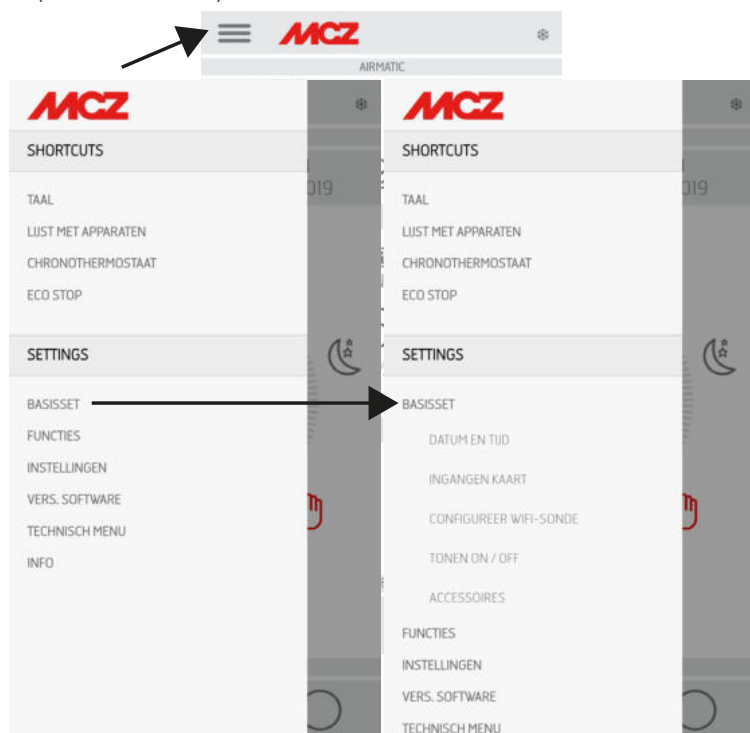 MCZ
AIRMATIC
MCZ
SHORTCUTS
TAAL
LIJST MET APPARATEN
CHRONOTHERMOSTAAT
ECO STOP
SETTINGS
BASISSET
FUNCTIES
INSTELLINGEN
VERS. SOFTWARE
TECHNISCH MENU
INFO
019
MCZ
SHORTCUTS
TAAL
LIJST MET APPARATEN
CHRONOTHERMOSTAAT
ECO STOP
SETTINGS
BASISSET
DATUM EN TIJD
INGANGEN KAART
CONFIGUREER WIFI-SONDE
TONEN ON / OFF
ACCESSOIRES
FUNCTIES
INSTELLINGEN
VERS. SOFTWARE
TECHNISCH MENU
019